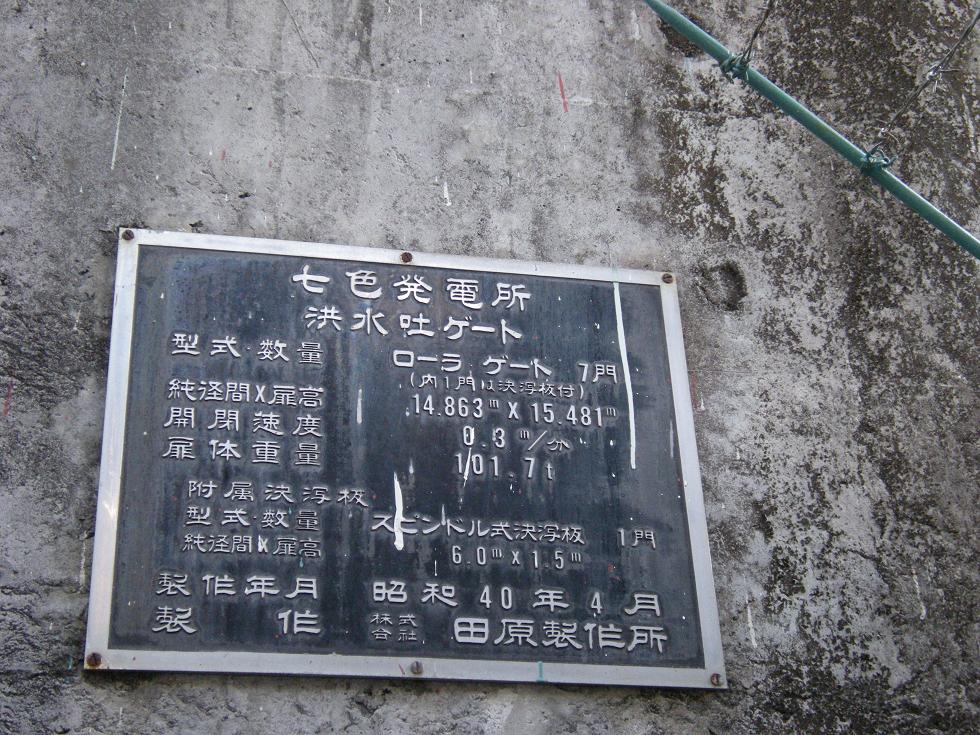 七色発電所
洪水吐ゲート
型式・数量 ローラ ゲート 7門
(内1門は決滂板付)
純径間X扉高 14.863m X 15.481m
開閉速度 0.3 m/分
扉体重量 101.7t
附属決滂板
型式・数量 スピンドル式決滂板 1門
純径間X扉高 6.0m X 1.5m
製作年月 昭和 40 年 4 月
製作 株式会社 田原製作所